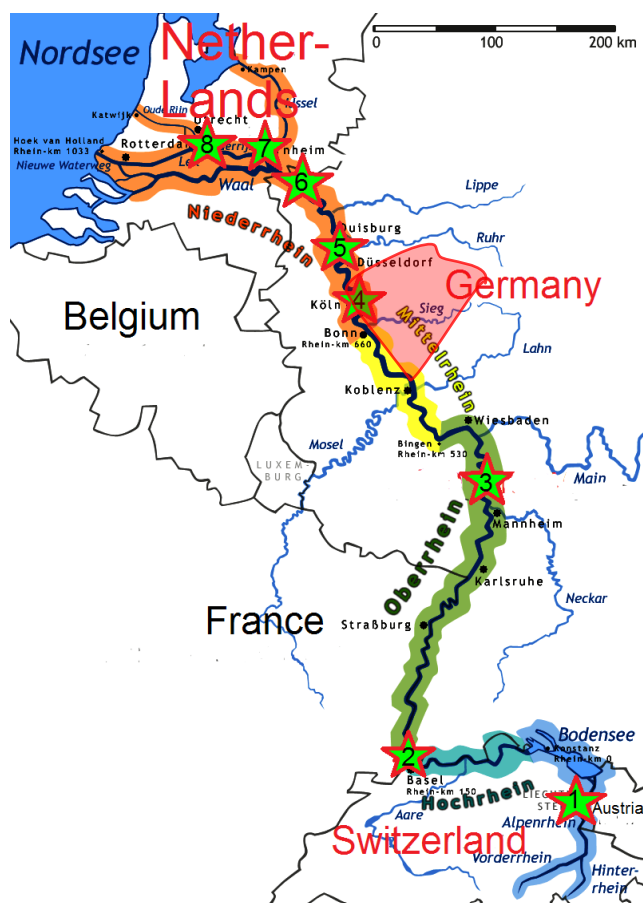 Nordsee
Nether-
Lands
0 100 200 km
Kampen
Katwijk
Oude Rijn
IJssel
Utrecht
Hoek van Holland
Rhein-km 1033
Rotterdam
8
7
Nieuwe Waterweg
Lek
Waal
6
Lippe
Niederrhein
Duisburg
Ruhr
5
Düsseldorf
Germany
Belgium
4
Köln
Sieg
Mittelrhein
Bonn
Rhein-km 660
Lahn
Koblenz
Wiesbaden
Mosel
Bingen
Rhein-km 530
LUXEM-
BURG
Main
3
Mannheim
Oberrhein
Karlsruhe
Neckar
France
Straßburg
Bodensee
Konstanz
Rhein-km 0
2
Basel
Rhein-km 150
Hochrhein
1
Austria
Aare
Alpenrhein
Switzerland
Vorderrhein
Hinter-
rhein